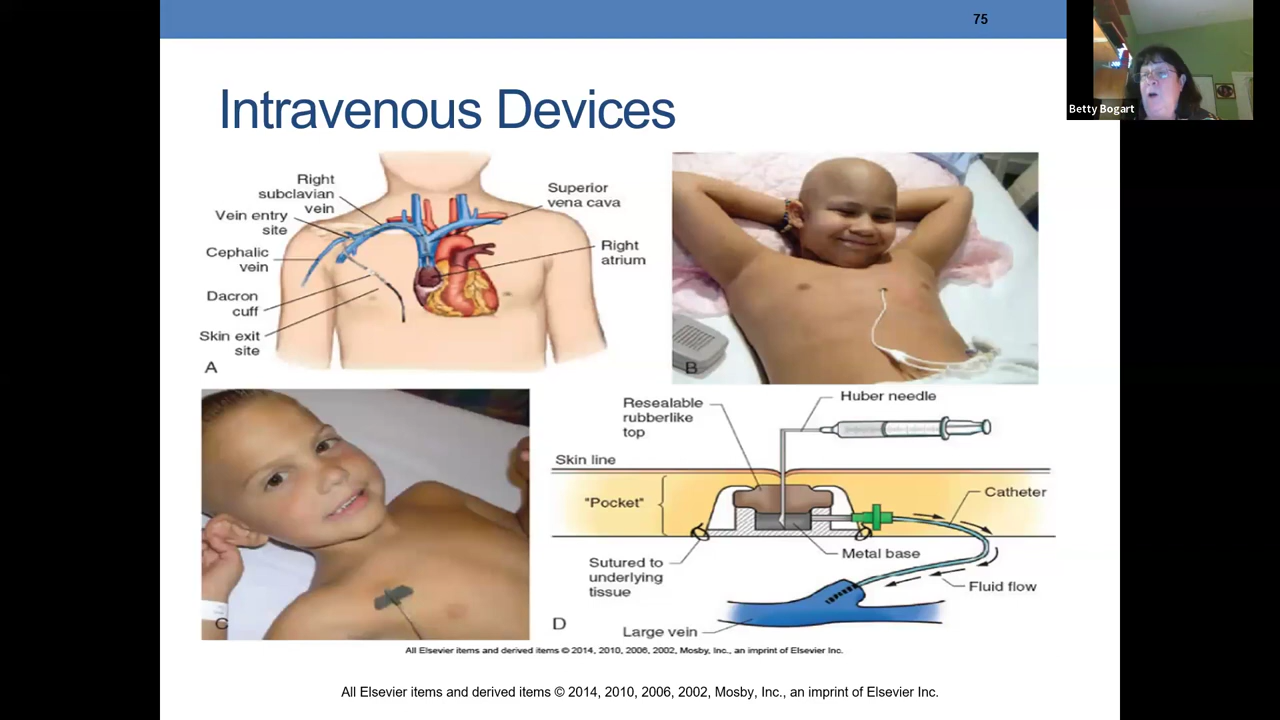 75
Betty Bogart
Intravenous Devices
Right
subclavian
vein
Vein entry
site
Cephalic
vein
Dacron
cuff
Skin exit
site
Superior
vena cava
Right
atrium
A
B
C
Resealable
rubberlike
top
Huber needle
Skin line
"Pocket"
Catheter
Metal base
Sutured to
underlying
tissue
Fluid flow
Large vein
D
All Elsevier items and derived items © 2014, 2010, 2006, 2002, Mosby, Inc., an imprint of Elsevier Inc.
All Elsevier items and derived items © 2014, 2010, 2006, 2002, Mosby, Inc., an imprint of Elsevier Inc.